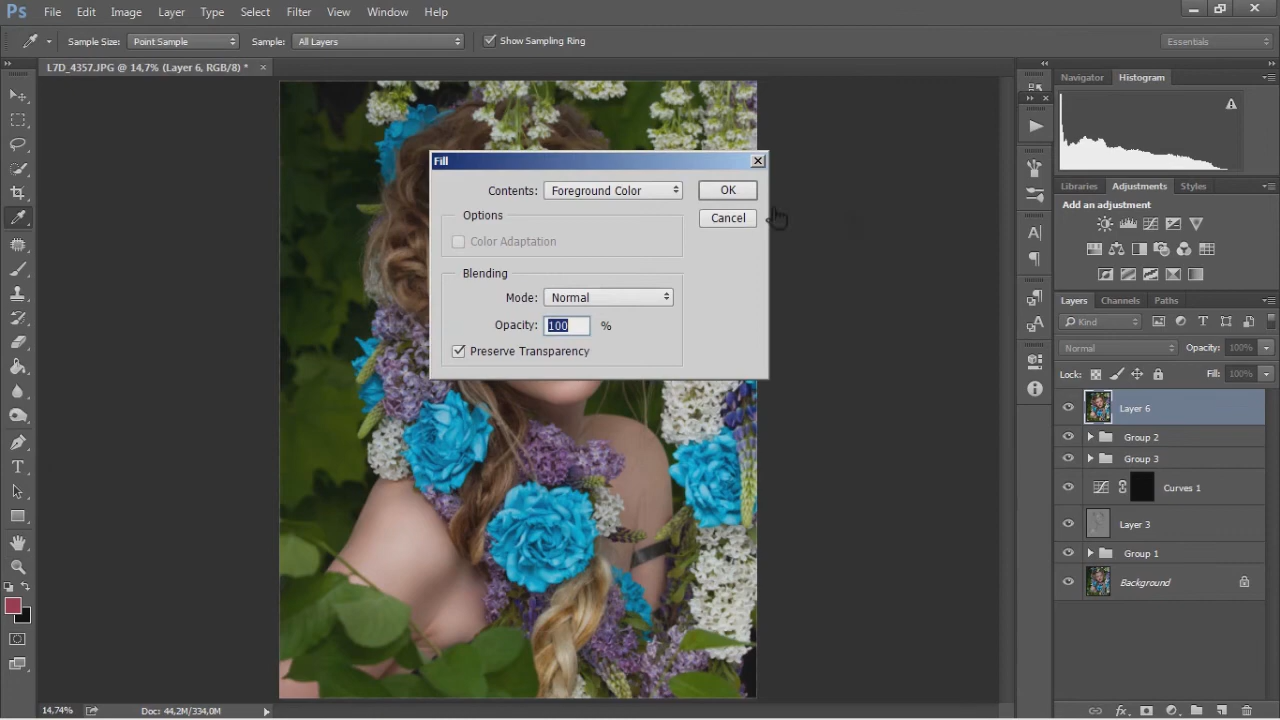 Ps File Edit Image Layer Type Select Filter View Window Help
Sample Size: Point Sample Sample: All Layers Show Sampling Ring Essentials
L7D_4357.JPG @ 14,7% (Layer 6, RGB/8) *
Navigator Histogram
Fill
Contents: Foreground Color OK
Options Cancel
Color Adaptation
Blending
Mode: Normal
Opacity: 100 %
Preserve Transparency
Libraries Adjustments Styles
Add an adjustment
Layers Channels Paths
Kind
Normal Opacity: 100%
Lock: Fill: 100%
Layer 6
Group 2
Group 3
Curves 1
Layer 3
Group 1
Background
14,74% Doc: 44,2M/334,0M